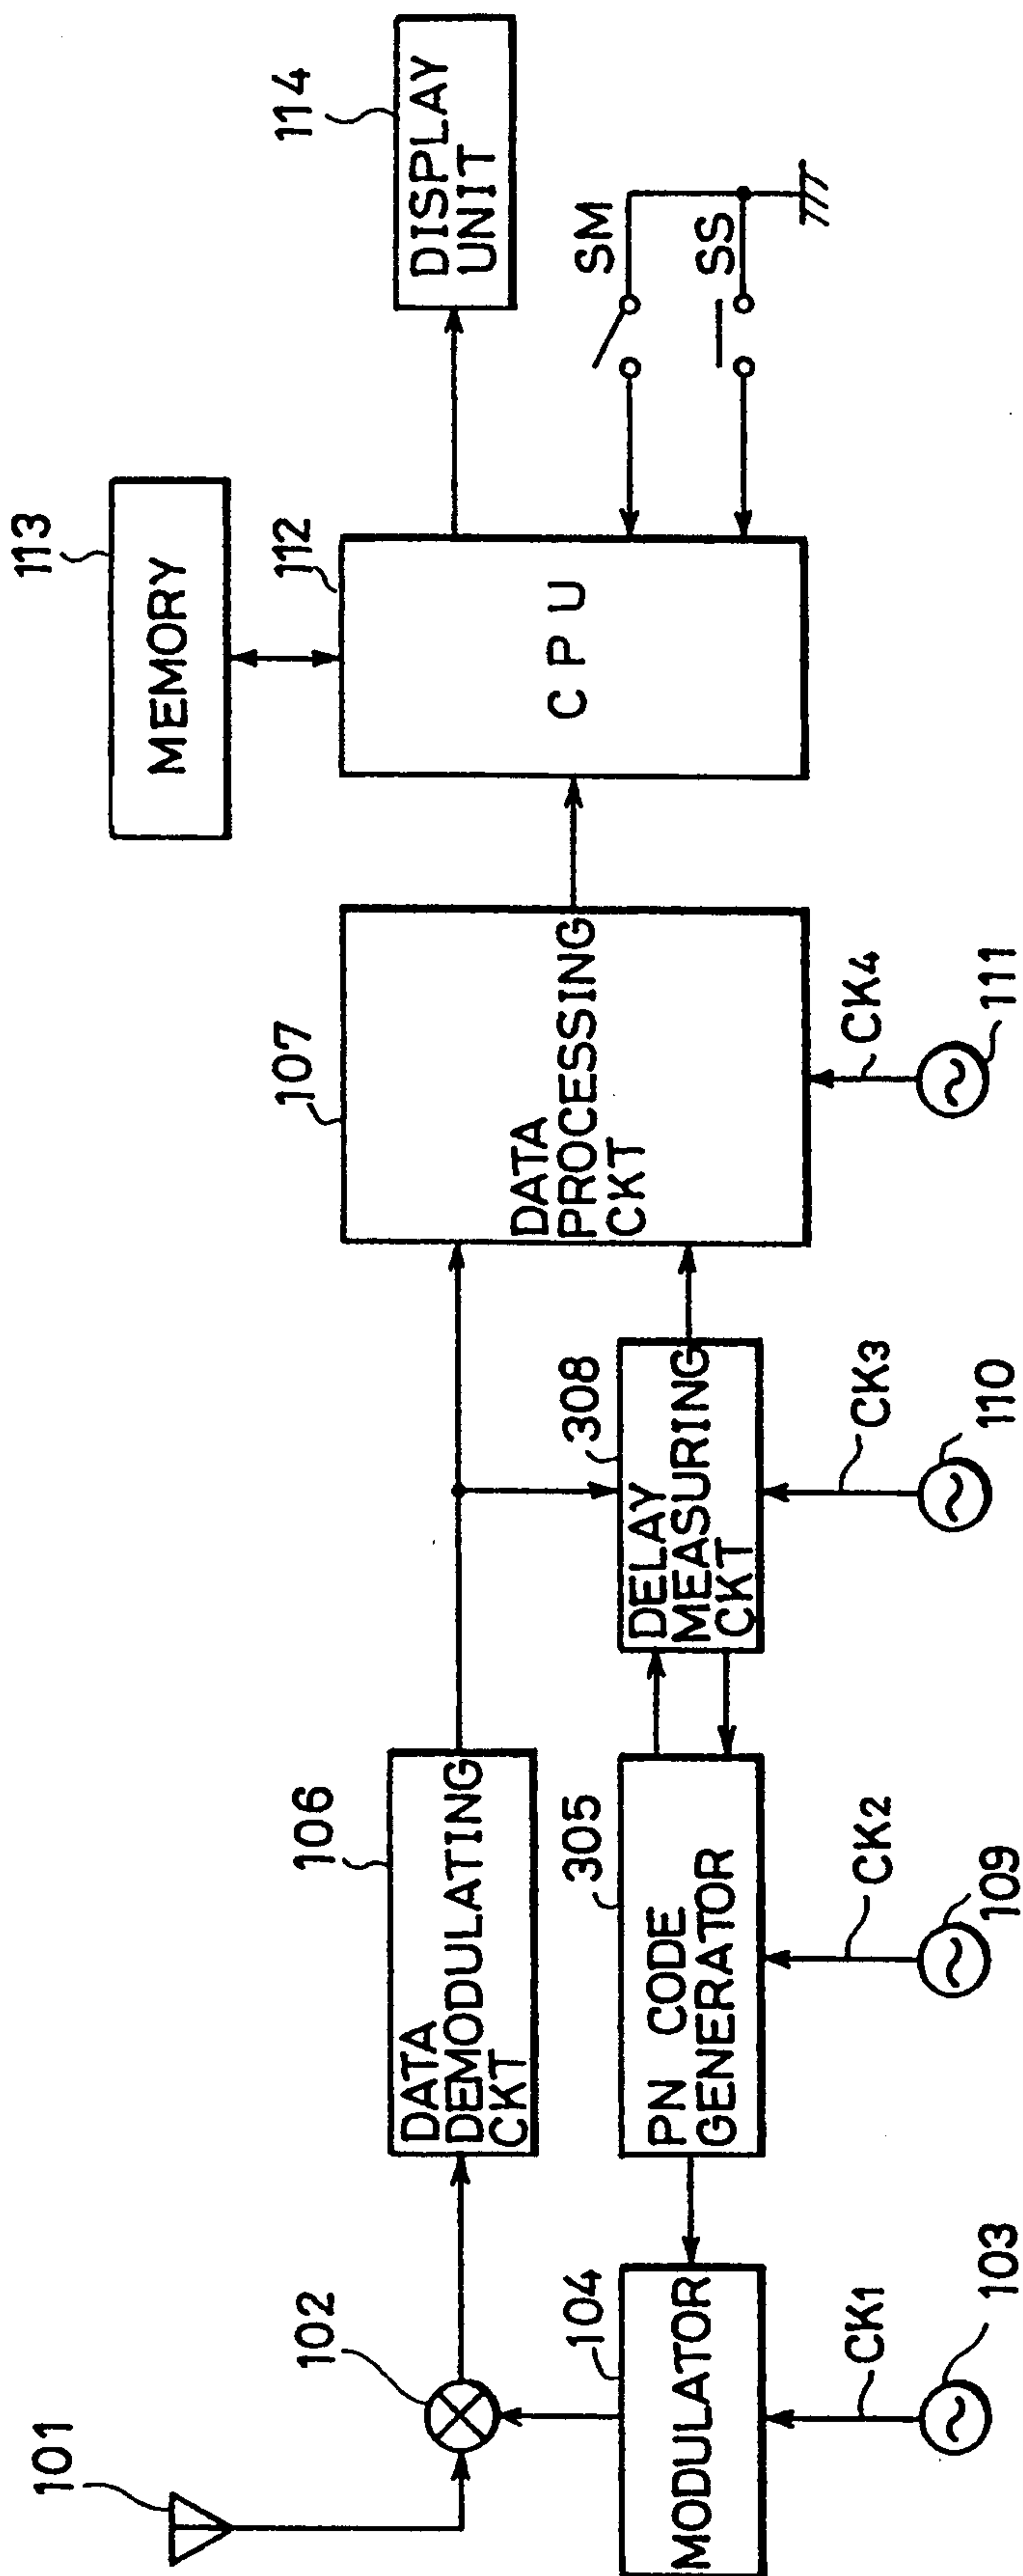 101
102
106
DATA
DEMODULATING
CKT
107
DATA
PROCESSING
CKT
113
MEMORY
112
CPU
114
DISPLAY
UNIT
SM
SS
104
MODULATOR
305
PN CODE
GENERATOR
308
DELAY
MEASURING
CKT
CK1
103
CK2
109
CK3
110
CK4
111